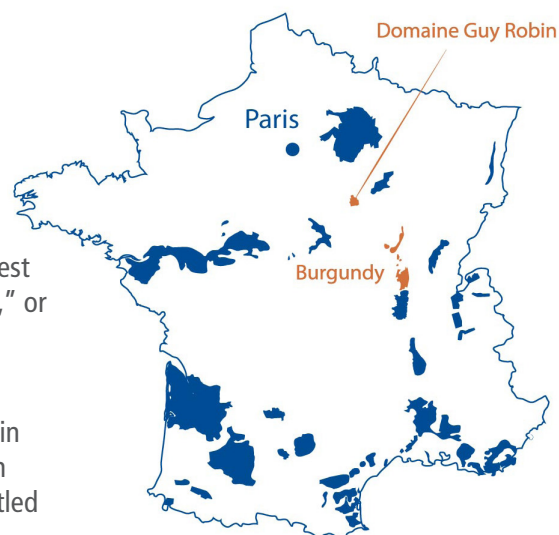 Domaine Guy Robin
Paris
Burgundy
est
,” or
in
tled